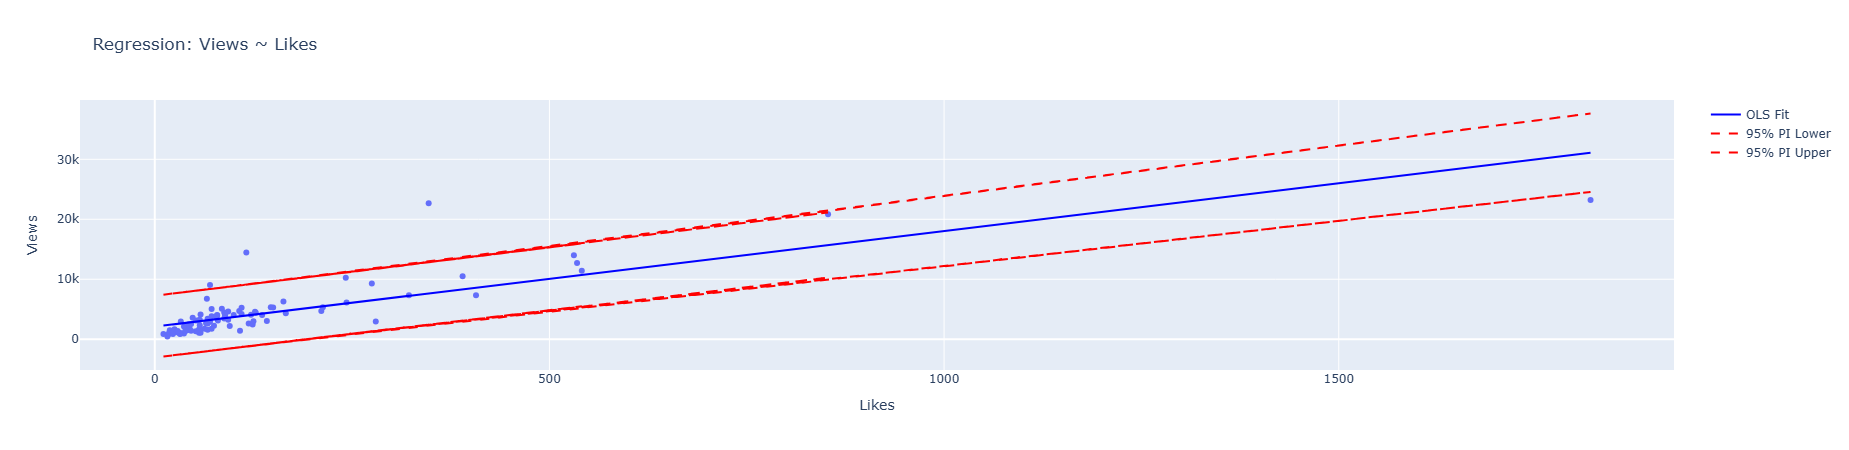 Regression: Views ~ Likes
OLS Fit
95% PI Lower
95% PI Upper
30k
20k
10k
0
Views
0
500
1000
1500
Likes